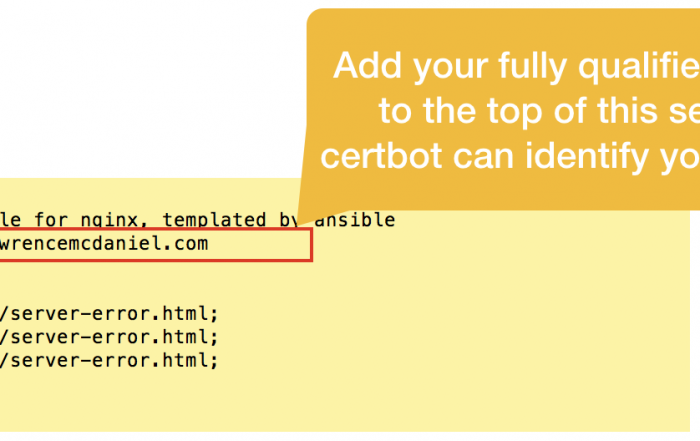 Add your fully qualifie
to the top of this se
certbot can identify yo
le for nginx, templated by ansible
wrencemcdaniel.com
/server-error.html;
/server-error.html;
/server-error.html;